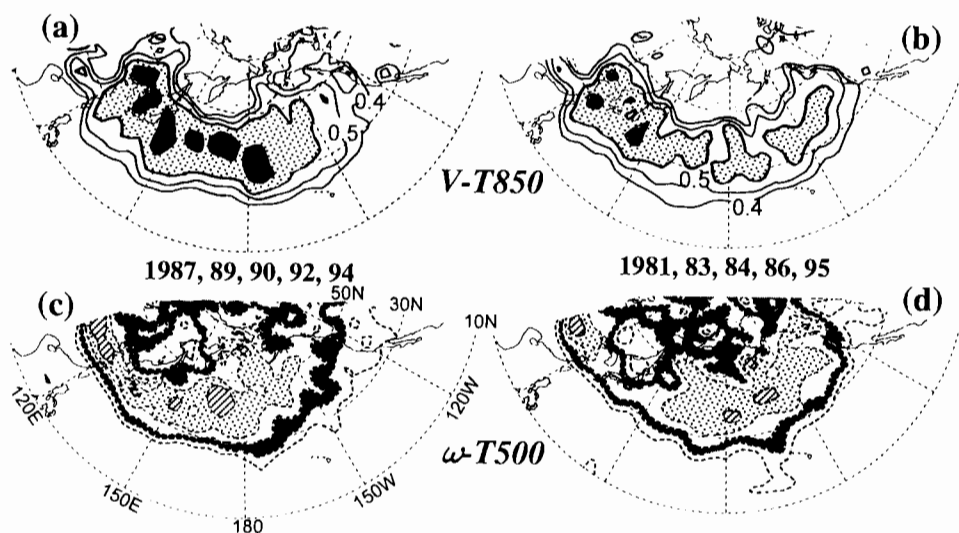 (a)
(b)
0.4
0.5
0.5
0.4
V-T850
1987, 89, 90, 92, 94
1981, 83, 84, 86, 95
(c)
(d)
50N
30N
10N
120E
120W
ω-T500
150E
150W
180